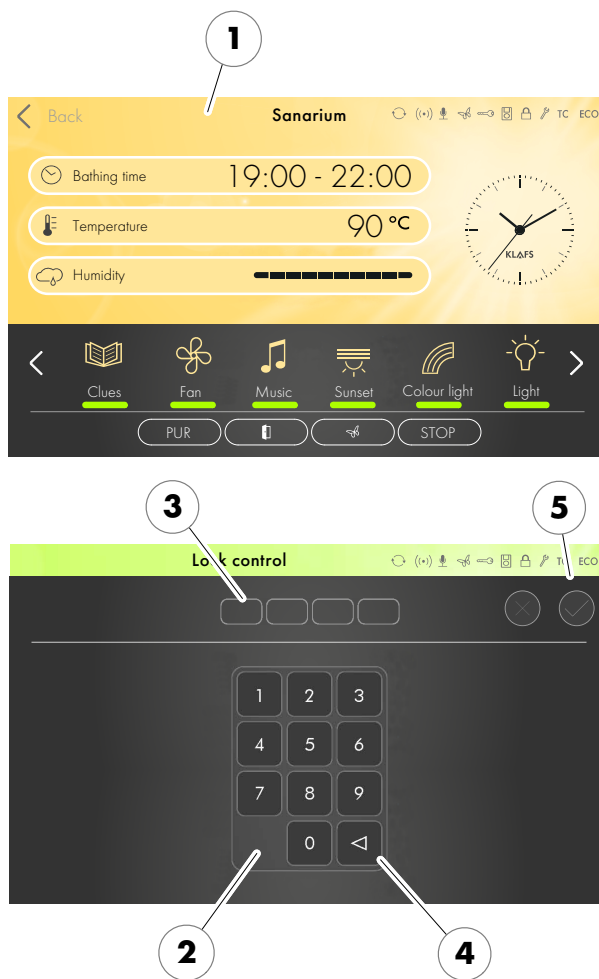 1
Back Sanarium TC ECO
Bathing time 19:00 - 22:00
Temperature 90 °C
KLAFS
Humidity
Clues Fan Music Sunset Colour light Light
PUR STOP
3 5
Lock control TC ECO
1 2 3
4 5 6
7 8 9
0
2 4